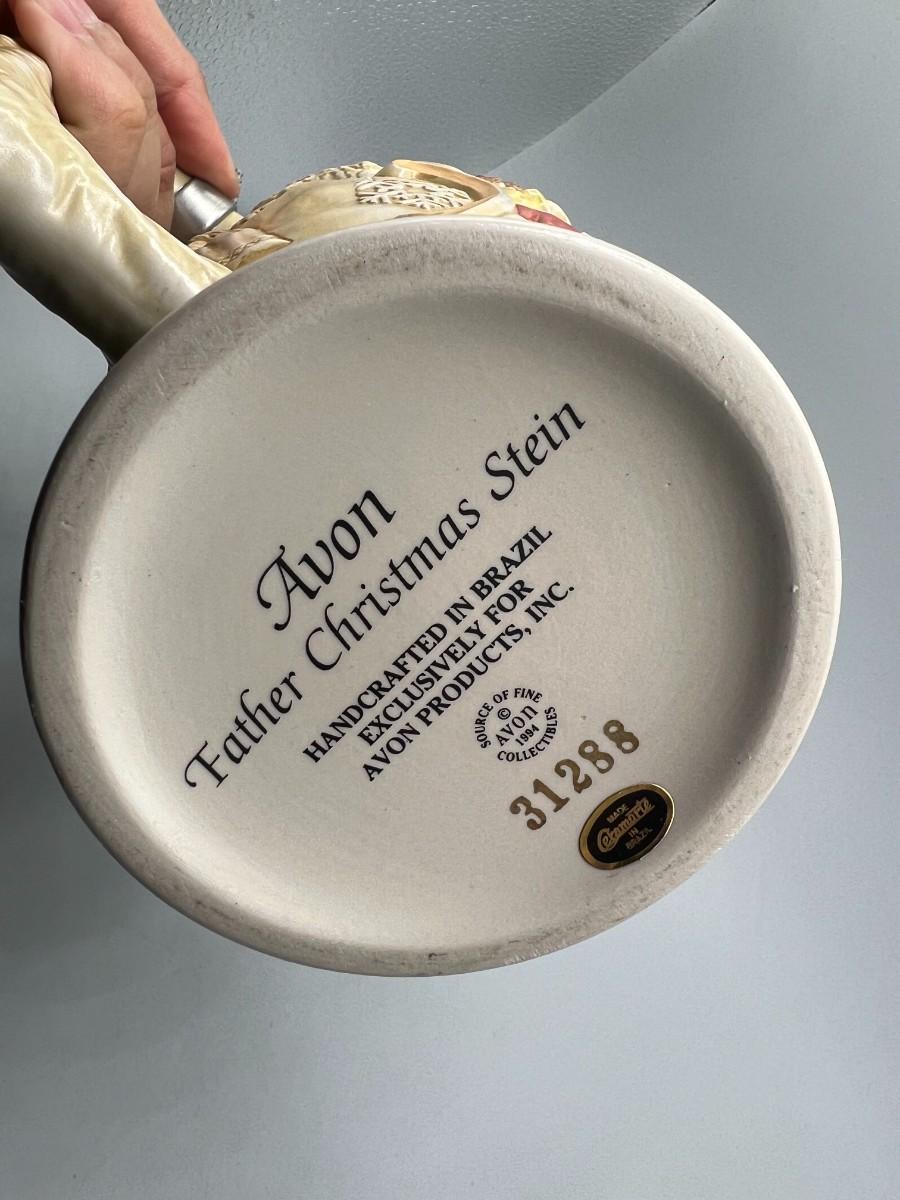 Avon
Father Christmas Stein
HANDCRAFTED IN BRAZIL
EXCLUSIVELY FOR
AVON PRODUCTS, INC.
SOURCE OF FINE
©
AVON
1994
COLLECTIBLES
31288
MADE
Ceramarte
IN
BRAZIL